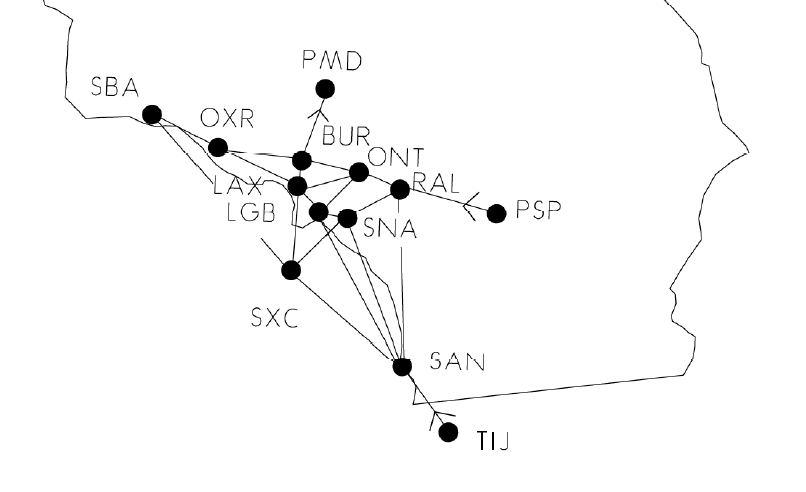 PMD
SBA
OXR
BUR
ONT
LAX
RAL
LGB
PSP
SNA
SXC
SAN
TIJ